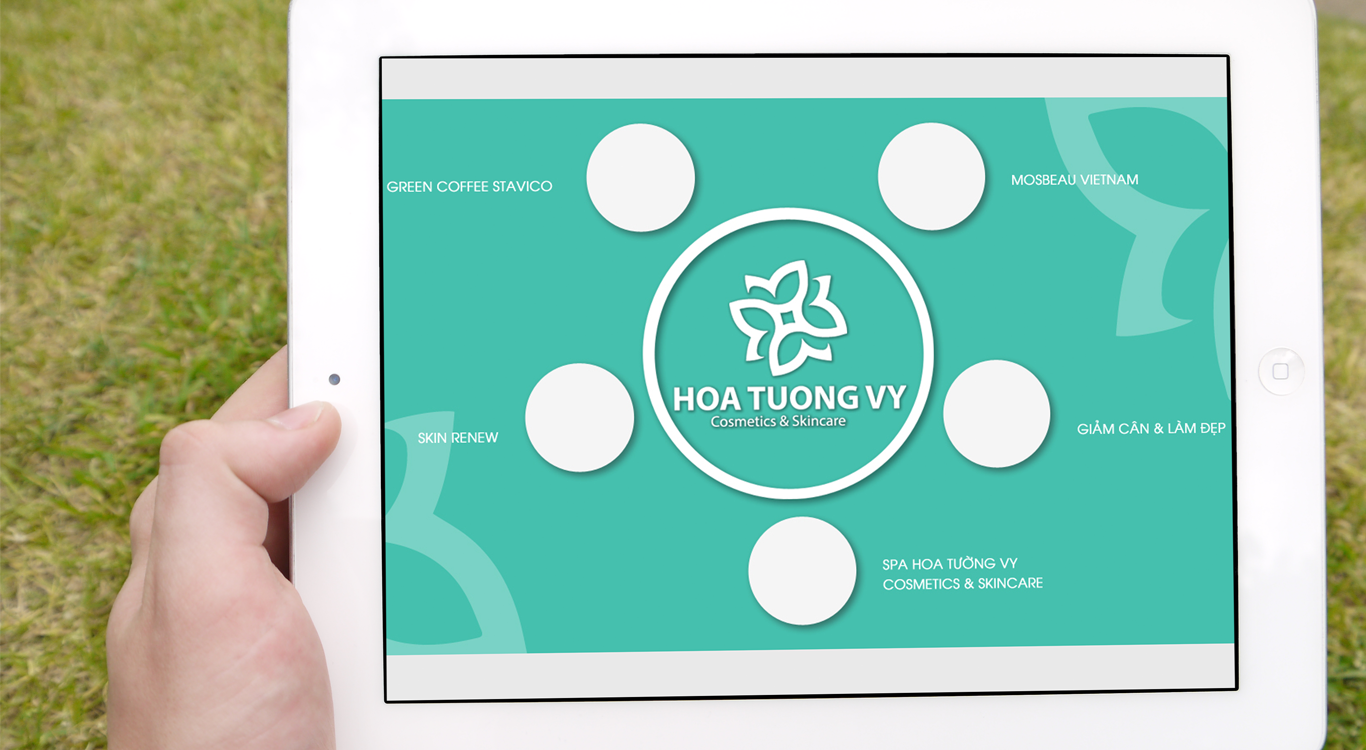 GREEN COFFEE STAVICO
MOSBEAU VIETNAM
HOA TUONG VY
Cosmetics & Skincare
SKIN RENEW
GIẢM CÂN & LÀM ĐẸP
SPA HOA TƯỜNG VY
COSMETICS & SKINCARE